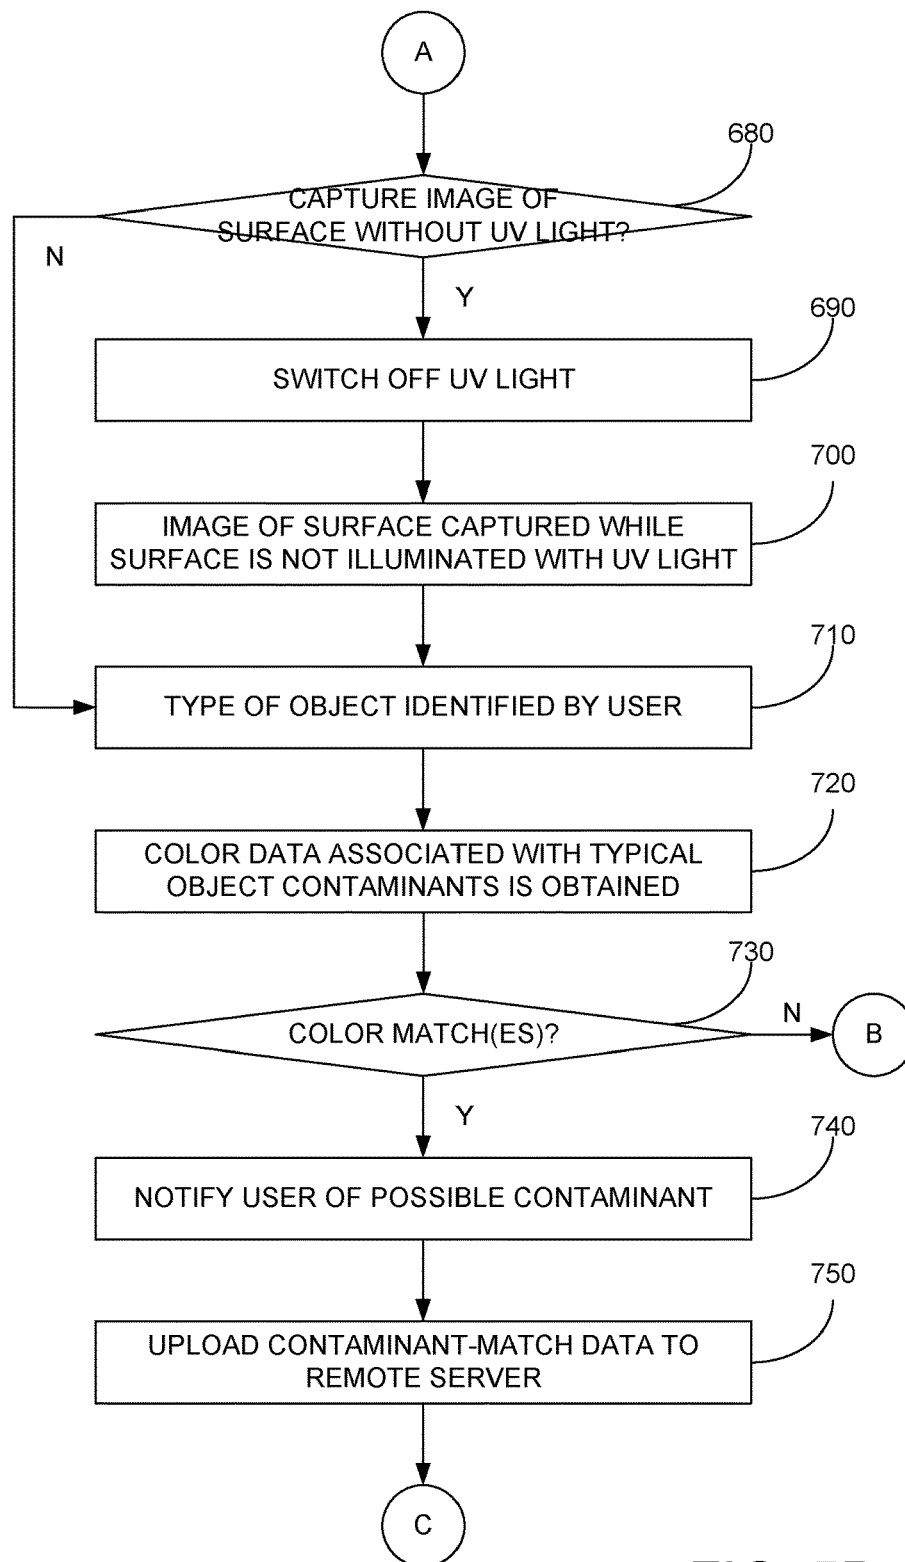 A
680
CAPTURE IMAGE OF
SURFACE WITHOUT UV LIGHT?
N
Y
690
SWITCH OFF UV LIGHT
700
IMAGE OF SURFACE CAPTURED WHILE
SURFACE IS NOT ILLUMINATED WITH UV LIGHT
710
TYPE OF OBJECT IDENTIFIED BY USER
720
COLOR DATA ASSOCIATED WITH TYPICAL
OBJECT CONTAMINANTS IS OBTAINED
730
COLOR MATCH(ES)?
N
B
Y
740
NOTIFY USER OF POSSIBLE CONTAMINANT
750
UPLOAD CONTAMINANT-MATCH DATA TO
REMOTE SERVER
C